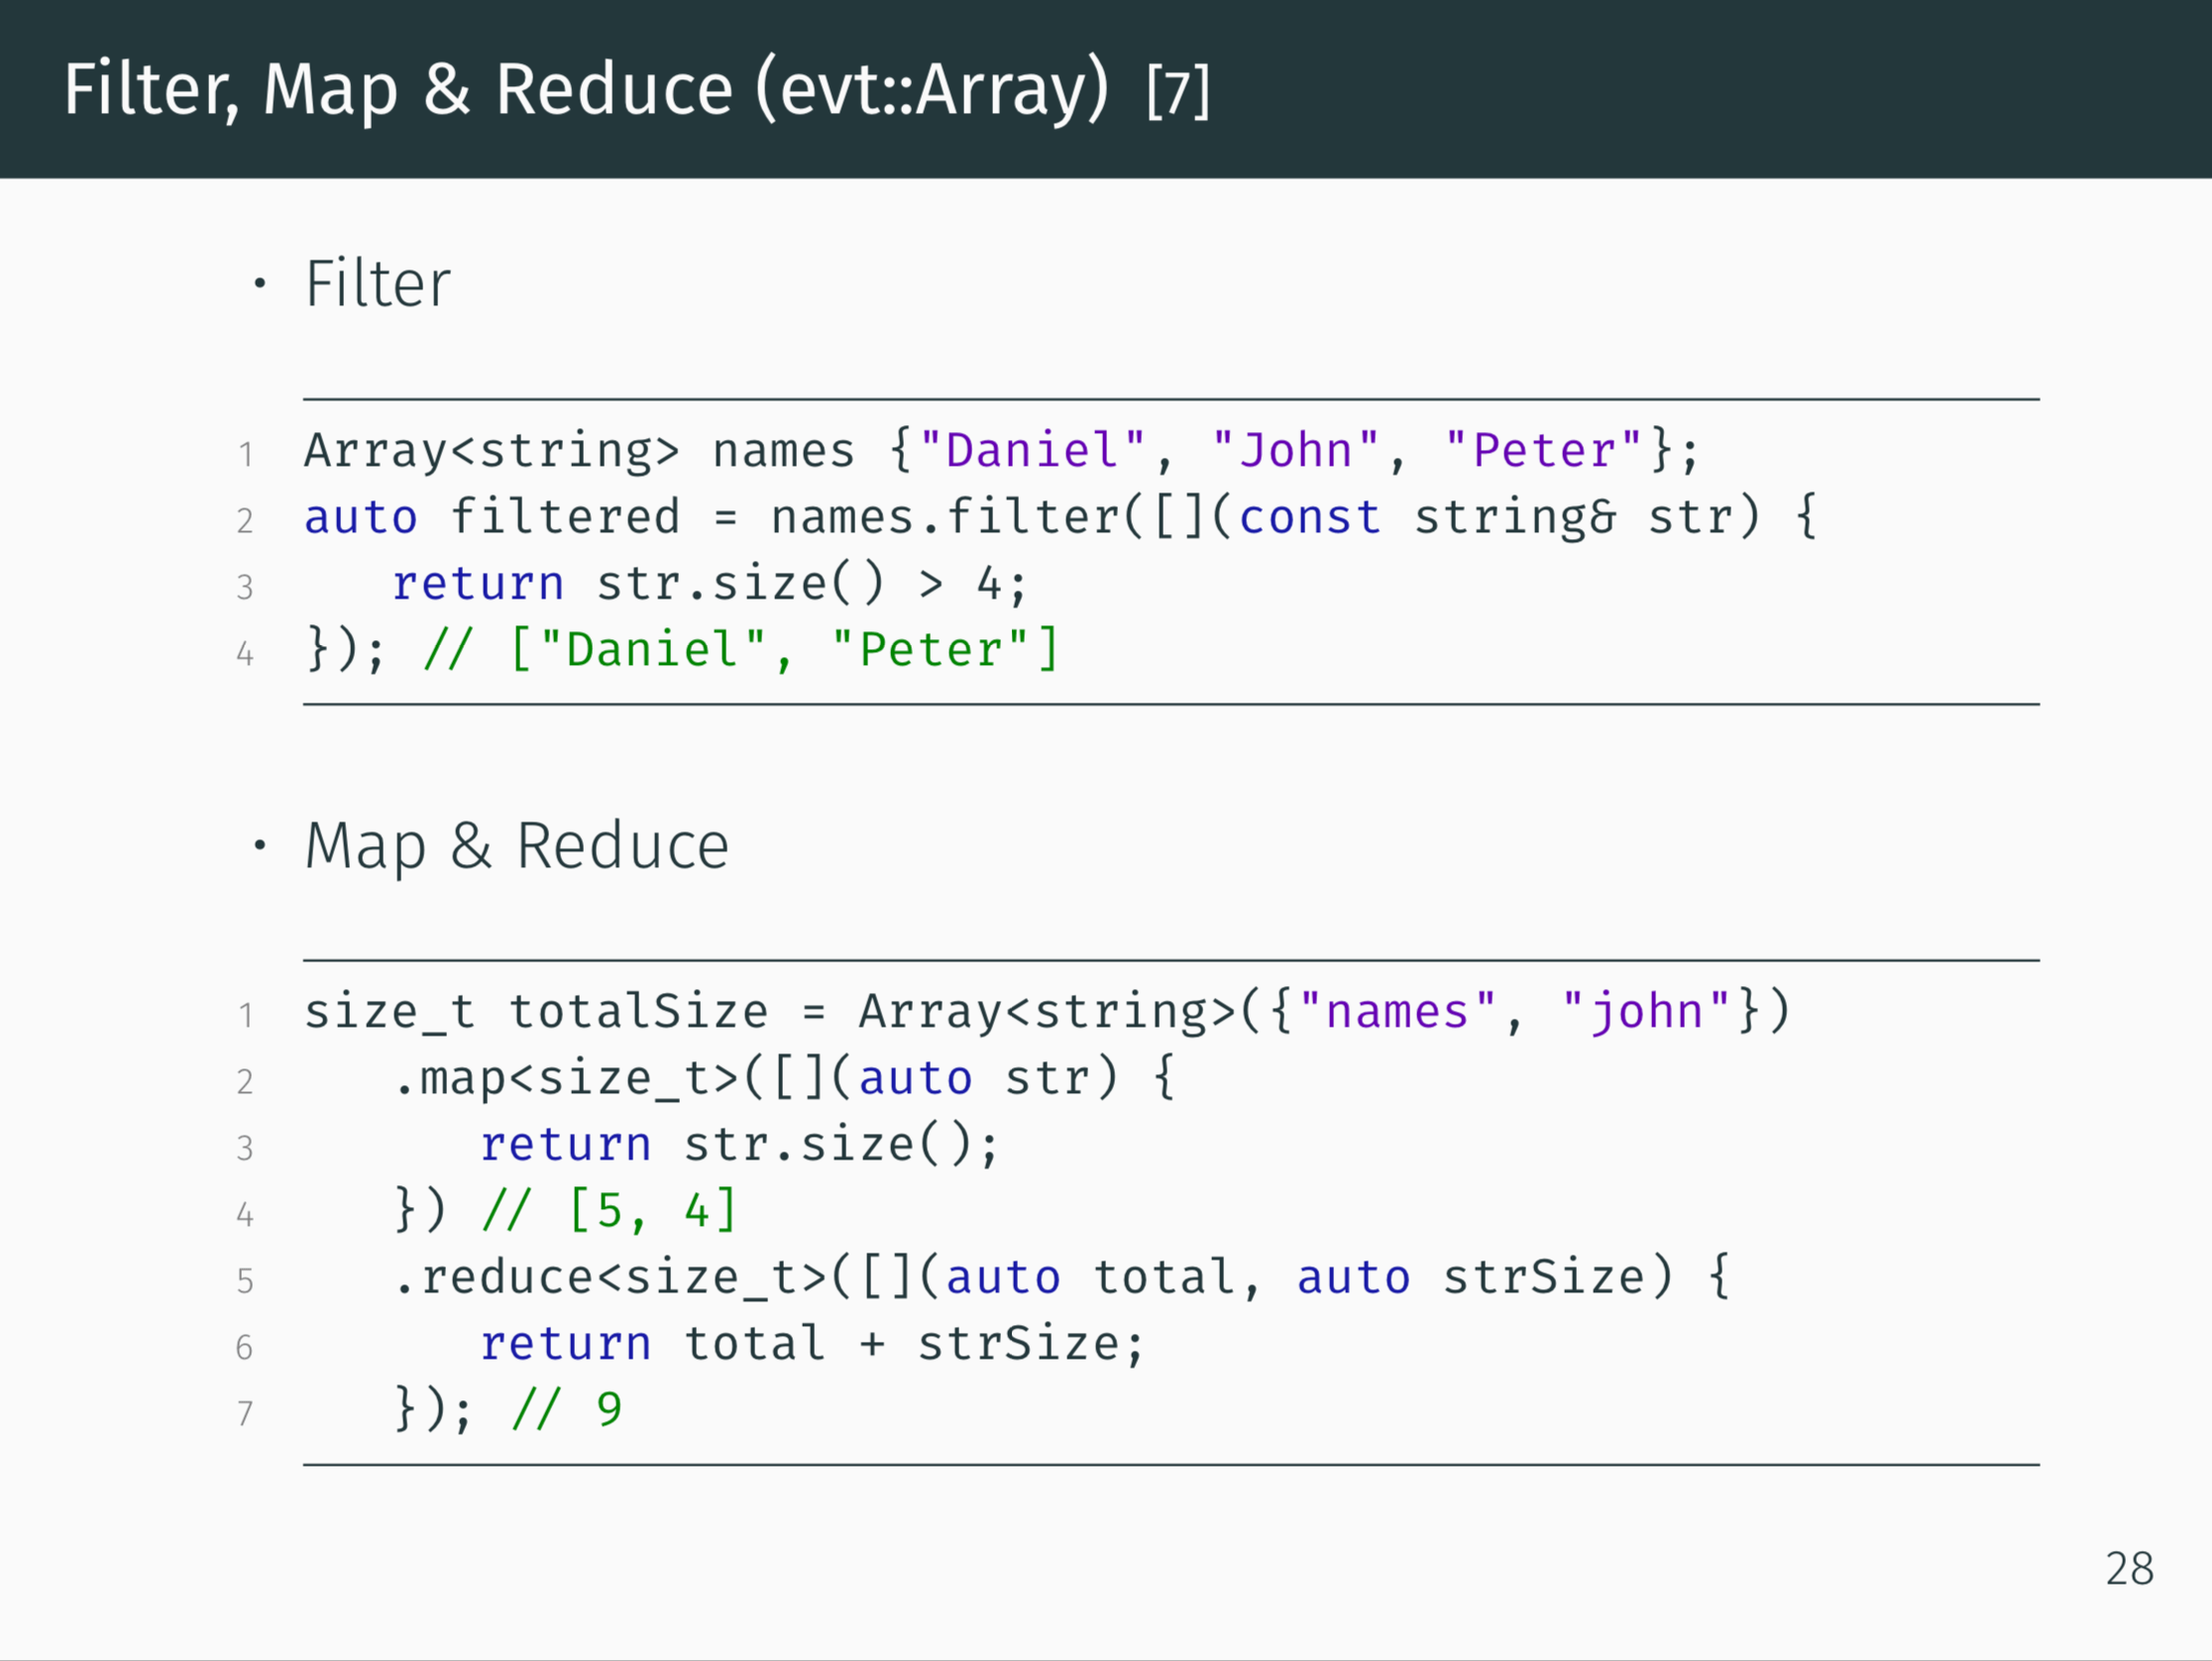 Filter, Map & Reduce (evt::Array) [7]
• Filter
1 Array<string> names {"Daniel", "John", "Peter"};
2 auto filtered = names.filter([](const string& str) {
3    return str.size() > 4;
4 }); // ["Daniel", "Peter"]
• Map & Reduce
1 size_t totalSize = Array<string>({"names", "john"})
2    .map<size_t>([](auto str) {
3       return str.size();
4    }) // [5, 4]
5    .reduce<size_t>([](auto total, auto strSize) {
6       return total + strSize;
7    }); // 9
28